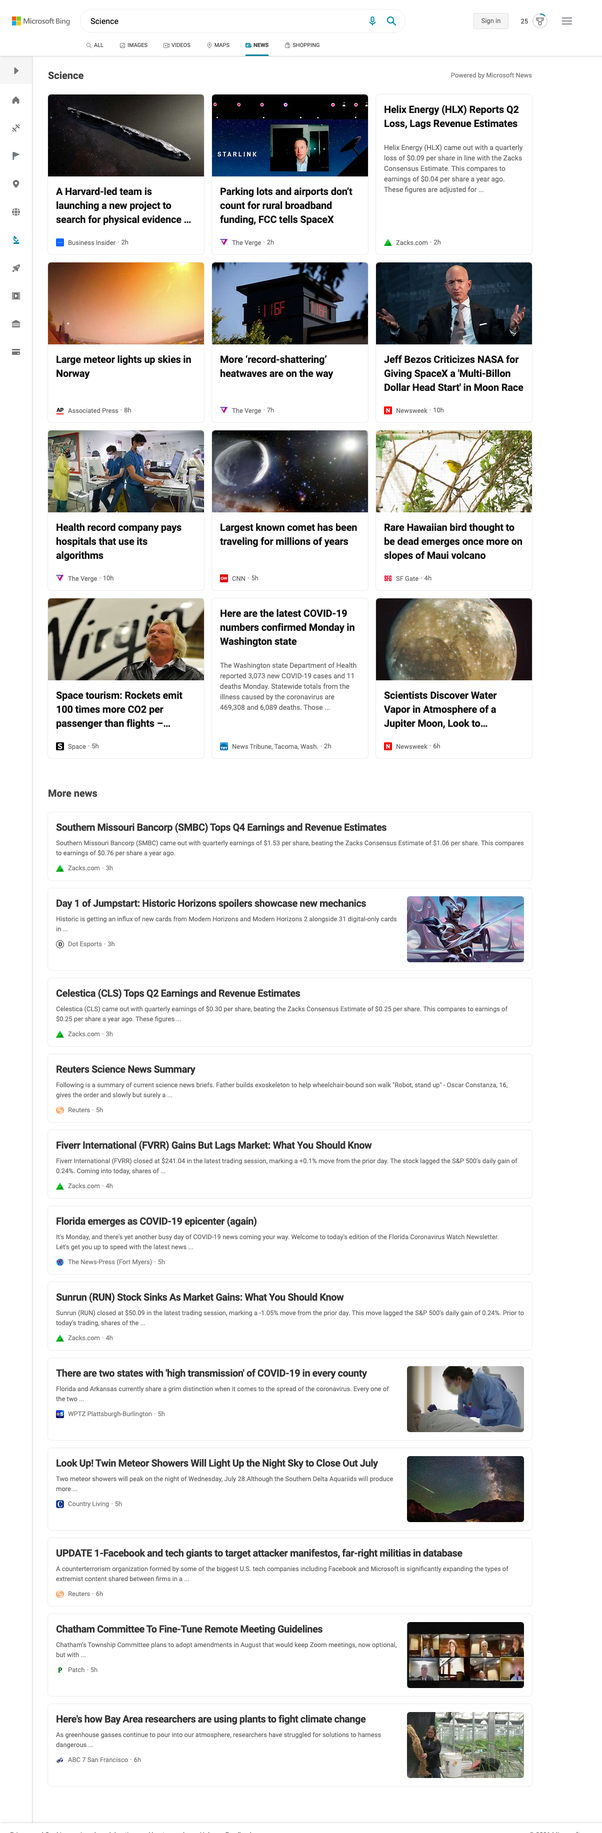 Microsoft Bing
Science
Sign in
25
ALL
IMAGES
VIDEOS
MAPS
NEWS
SHOPPING
Science
Powered by Microsoft News
STARLINK
A Harvard-led team is
launching a new project to
search for physical evidence ...
Business Insider · 2h
Parking lots and airports don't
count for rural broadband
funding, FCC tells SpaceX
The Verge · 2h
Helix Energy (HLX) Reports Q2
Loss, Lags Revenue Estimates
Helix Energy (HLX) came out with a quarterly
loss of $0.09 per share in line with the Zacks
Consensus Estimate. This compares to
earnings of $0.04 per share a year ago.
These figures are adjusted for ...
Zacks.com · 2h
Large meteor lights up skies in
Norway
AP Associated Press · 8h
116F
More 'record-shattering'
heatwaves are on the way
The Verge · 7h
Jeff Bezos Criticizes NASA for
Giving SpaceX a 'Multi-Billon
Dollar Head Start' in Moon Race
N Newsweek · 10h
Health record company pays
hospitals that use its
algorithms
The Verge · 10h
Largest known comet has been
traveling for millions of years
CNN · 5h
Rare Hawaiian bird thought to
be dead emerges once more on
slopes of Maui volcano
SF Gate · 4h
Virgin
Space tourism: Rockets emit
100 times more CO2 per
passenger than flights –...
S Space · 5h
Here are the latest COVID-19
numbers confirmed Monday in
Washington state
The Washington state Department of Health
reported 3,073 new COVID-19 cases and 11
deaths Monday. Statewide totals from the
illness caused by the coronavirus are
469,308 and 6,089 deaths. Those ...
News Tribune, Tacoma, Wash. · 2h
Scientists Discover Water
Vapor in Atmosphere of a
Jupiter Moon, Look to...
N Newsweek · 6h
More news
Southern Missouri Bancorp (SMBC) Tops Q4 Earnings and Revenue Estimates
Southern Missouri Bancorp (SMBC) came out with quarterly earnings of $1.53 per share, beating the Zacks Consensus Estimate of $1.06 per share. This compares
to earnings of $0.76 per share a year ago.
Zacks.com · 3h
Day 1 of Jumpstart: Historic Horizons spoilers showcase new mechanics
Historic is getting an influx of new cards from Modern Horizons and Modern Horizons 2 alongside 31 digital-only cards
in ...
Dot Esports · 3h
Celestica (CLS) Tops Q2 Earnings and Revenue Estimates
Celestica (CLS) came out with quarterly earnings of $0.30 per share, beating the Zacks Consensus Estimate of $0.25 per share. This compares to earnings of
$0.25 per share a year ago. These figures ...
Zacks.com · 3h
Reuters Science News Summary
Following is a summary of current science news briefs. Father builds exoskeleton to help wheelchair-bound son walk "Robot, stand up" - Oscar Constanza, 16,
gives the order and slowly but surely a ...
Reuters · 5h
Fiverr International (FVRR) Gains But Lags Market: What You Should Know
Fiverr International (FVRR) closed at $241.04 in the latest trading session, marking a +0.1% move from the prior day. The stock lagged the S&P 500's daily gain of
0.24%. Coming into today, shares of ...
Zacks.com · 4h
Florida emerges as COVID-19 epicenter (again)
It's Monday, and there's yet another busy day of COVID-19 news coming your way. Welcome to today's edition of the Florida Coronavirus Watch Newsletter.
Let's get you up to speed with the latest news ...
The News-Press (Fort Myers) · 5h
Sunrun (RUN) Stock Sinks As Market Gains: What You Should Know
Sunrun (RUN) closed at $50.09 in the latest trading session, marking a -1.05% move from the prior day. This move lagged the S&P 500's daily gain of 0.24%. Prior to
today's trading, shares of the ...
Zacks.com · 4h
There are two states with 'high transmission' of COVID-19 in every county
Florida and Arkansas currently share a grim distinction when it comes to the spread of the coronavirus. Every one of
the two ...
WPTZ Plattsburgh-Burlington · 5h
Look Up! Twin Meteor Showers Will Light Up the Night Sky to Close Out July
Two meteor showers will peak on the night of Wednesday, July 28.Although the Southern Delta Aquariids will produce
more ...
C Country Living · 5h
UPDATE 1-Facebook and tech giants to target attacker manifestos, far-right militias in database
A counterterrorism organization formed by some of the biggest U.S. tech companies including Facebook and Microsoft is significantly expanding the types of
extremist content shared between firms in a ...
Reuters · 6h
Chatham Committee To Fine-Tune Remote Meeting Guidelines
Chatham's Township Committee plans to adopt amendments in August that would keep Zoom meetings, now optional,
but with ...
P Patch · 5h
Here's how Bay Area researchers are using plants to fight climate change
As greenhouse gasses continue to pour into our atmosphere, researchers have struggled for solutions to harness
dangerous ...
ABC 7 San Francisco · 6h